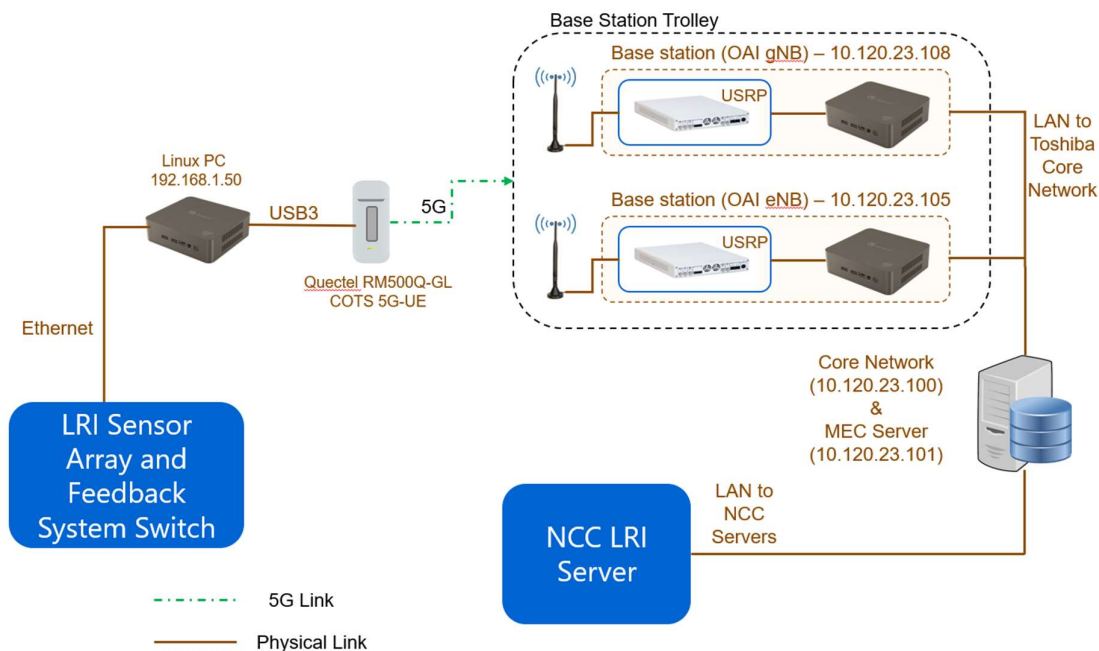 Base Station Trolley
Base station (OAI gNB) – 10.120.23.108
USRP
LAN to
Toshiba
Core
Network
Linux PC
192.168.1.50
USB3
5G
Quectel RM500Q-GL
COTS 5G-UE
Base station (OAI eNB) – 10.120.23.105
USRP
Ethernet
LRI Sensor
Array and
Feedback
System Switch
Core Network
(10.120.23.100)
&
MEC Server
(10.120.23.101)
LAN to
NCC
Servers
NCC LRI
Server
5G Link
Physical Link